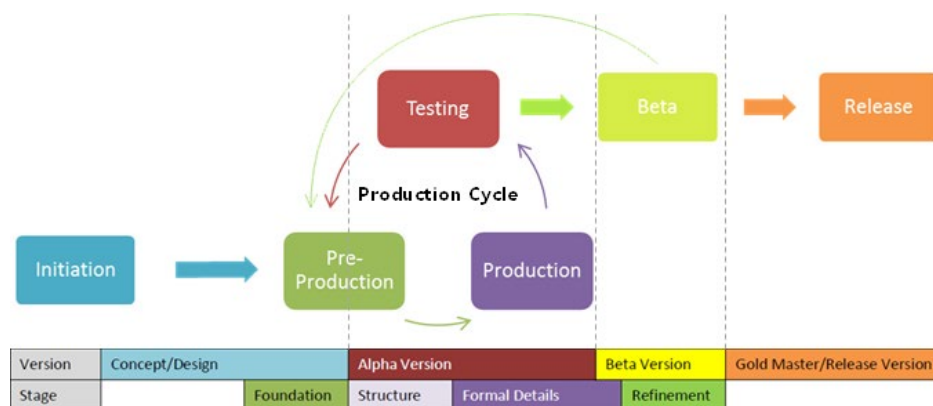 Testing
Beta
Release
Production Cycle
Initiation
Pre-
Production
Production
Version
Concept/Design
Alpha Version
Beta Version
Gold Master/Release Version
Stage
Foundation
Structure
Formal Details
Refinement